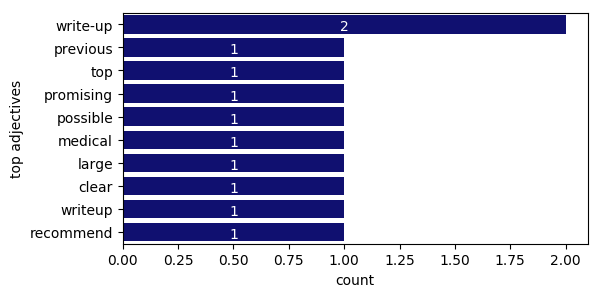 top adjectives
write-up 2
previous 1
top 1
promising 1
possible 1
medical 1
large 1
clear 1
writeup 1
recommend 1
0.00 0.25 0.50 0.75 1.00 1.25 1.50 1.75 2.00
count